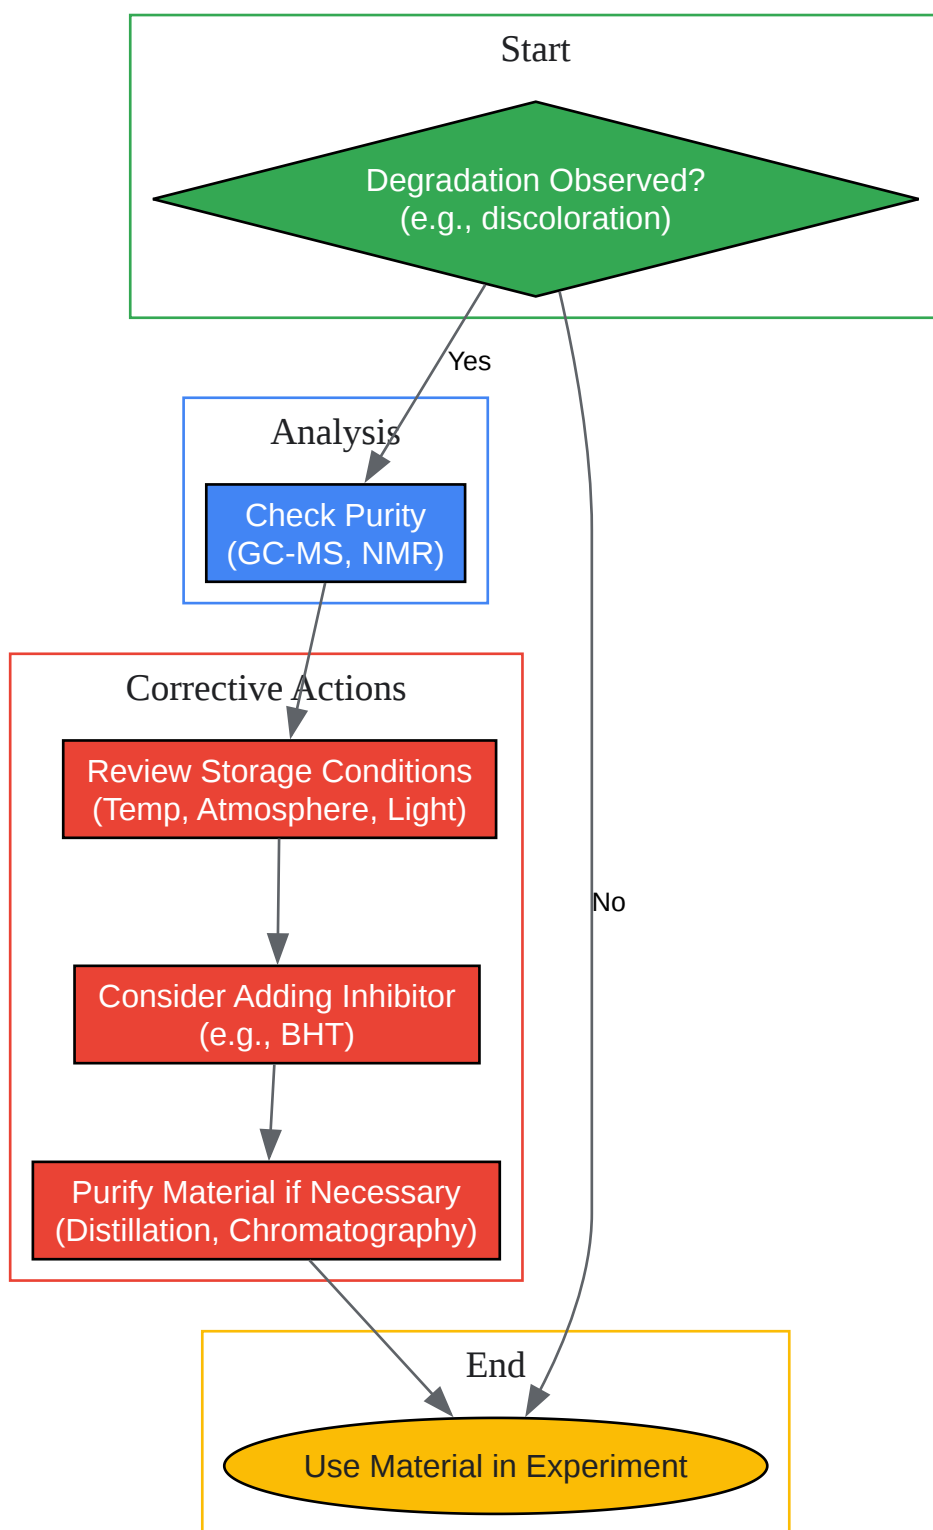 Start
Degradation Observed?
(e.g., discoloration)
Yes
Analysis
Check Purity
(GC-MS, NMR)
Corrective Actions
Review Storage Conditions
(Temp, Atmosphere, Light)
No
Consider Adding Inhibitor
(e.g., BHT)
Purify Material if Necessary
(Distillation, Chromatography)
End
Use Material in Experiment